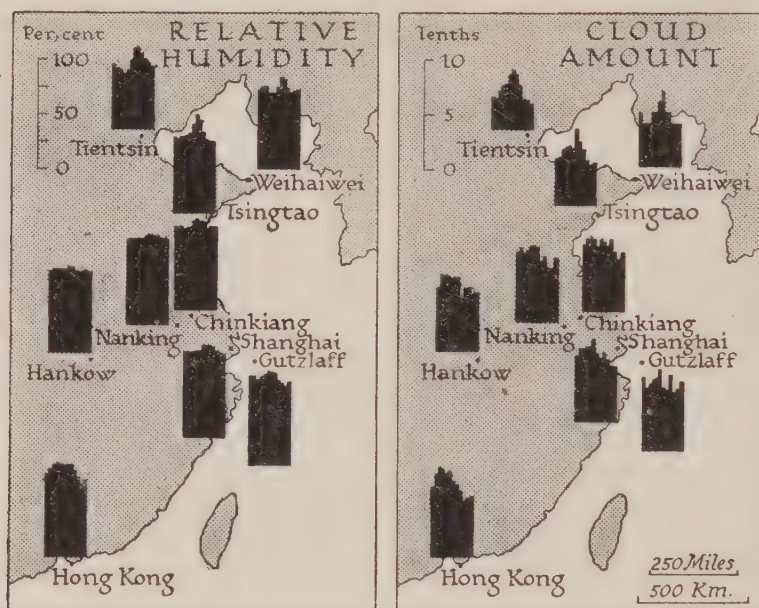 Per, cent
RELATIVE
HUMIDITY
100
50
0
Tientsin
Weihaiwei
Tsingtao
Nanking
Chinkiang
Shanghai
Gutzlaff
Hankow
Hong Kong
Tenths
CLOUD
AMOUNT
10
5
0
Tientsin
Weihaiwei
Tsingtao
Nanking
Chinkiang
Shanghai
Gutzlaff
Hankow
Hong Kong
250 Miles
500 Km.